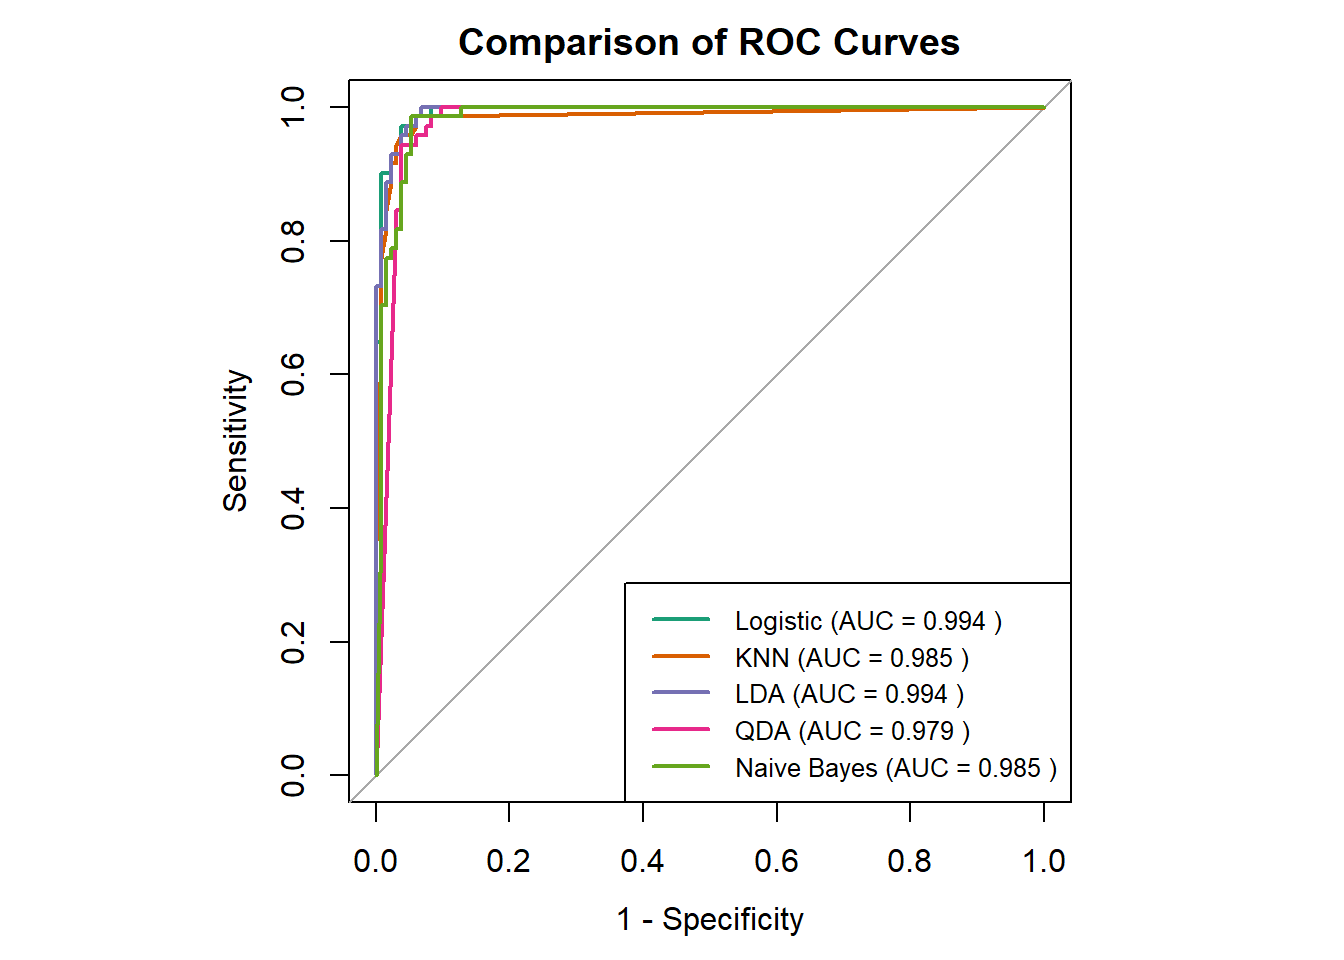 Comparison of ROC Curves
1.0
0.8
0.6
0.4
0.2
0.0
Sensitivity
Logistic (AUC = 0.994 )
KNN (AUC = 0.985 )
LDA (AUC = 0.994 )
QDA (AUC = 0.979 )
Naive Bayes (AUC = 0.985 )
0.0 0.2 0.4 0.6 0.8 1.0
1 - Specificity